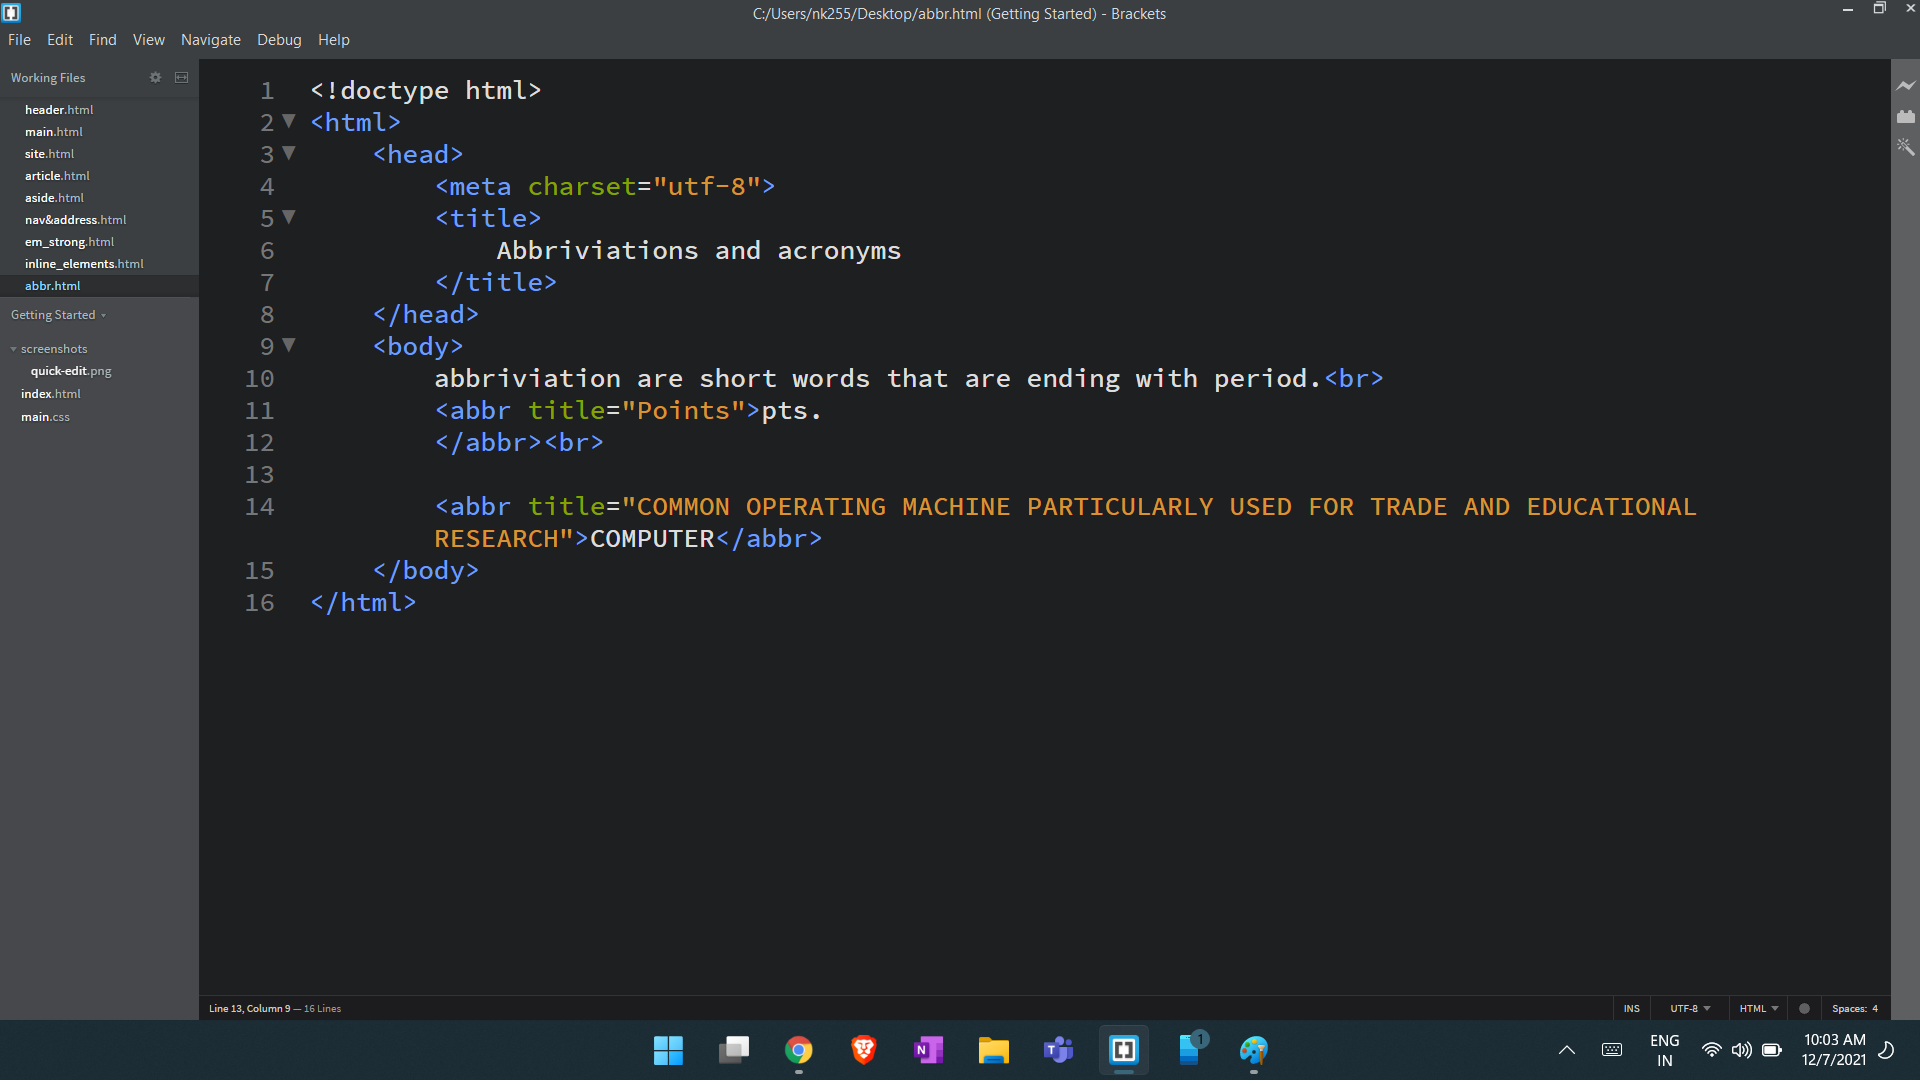 C:/Users/nk255/Desktop/abbr.html (Getting Started) - Brackets
File Edit Find View Navigate Debug Help
Working Files
header.html
main.html
site.html
article.html
aside.html
nav&address.html
em_strong.html
inline_elements.html
abbr.html
Getting Started
screenshots
quick-edit.png
index.html
main.css
1 <!doctype html>
2 <html>
3 <head>
4 <meta charset="utf-8">
5 <title>
6 Abbriviations and acronyms
7 </title>
8 </head>
9 <body>
10 abbriviation are short words that are ending with period.<br>
11 <abbr title="Points">pts.
12 </abbr><br>
13
14 <abbr title="COMMON OPERATING MACHINE PARTICULARLY USED FOR TRADE AND EDUCATIONAL
RESEARCH">COMPUTER</abbr>
15 </body>
16 </html>
Line 13, Column 9 — 16 Lines
INS UTF-8 HTML Spaces: 4
N
T
1
ENG
IN
10:03 AM
12/7/2021